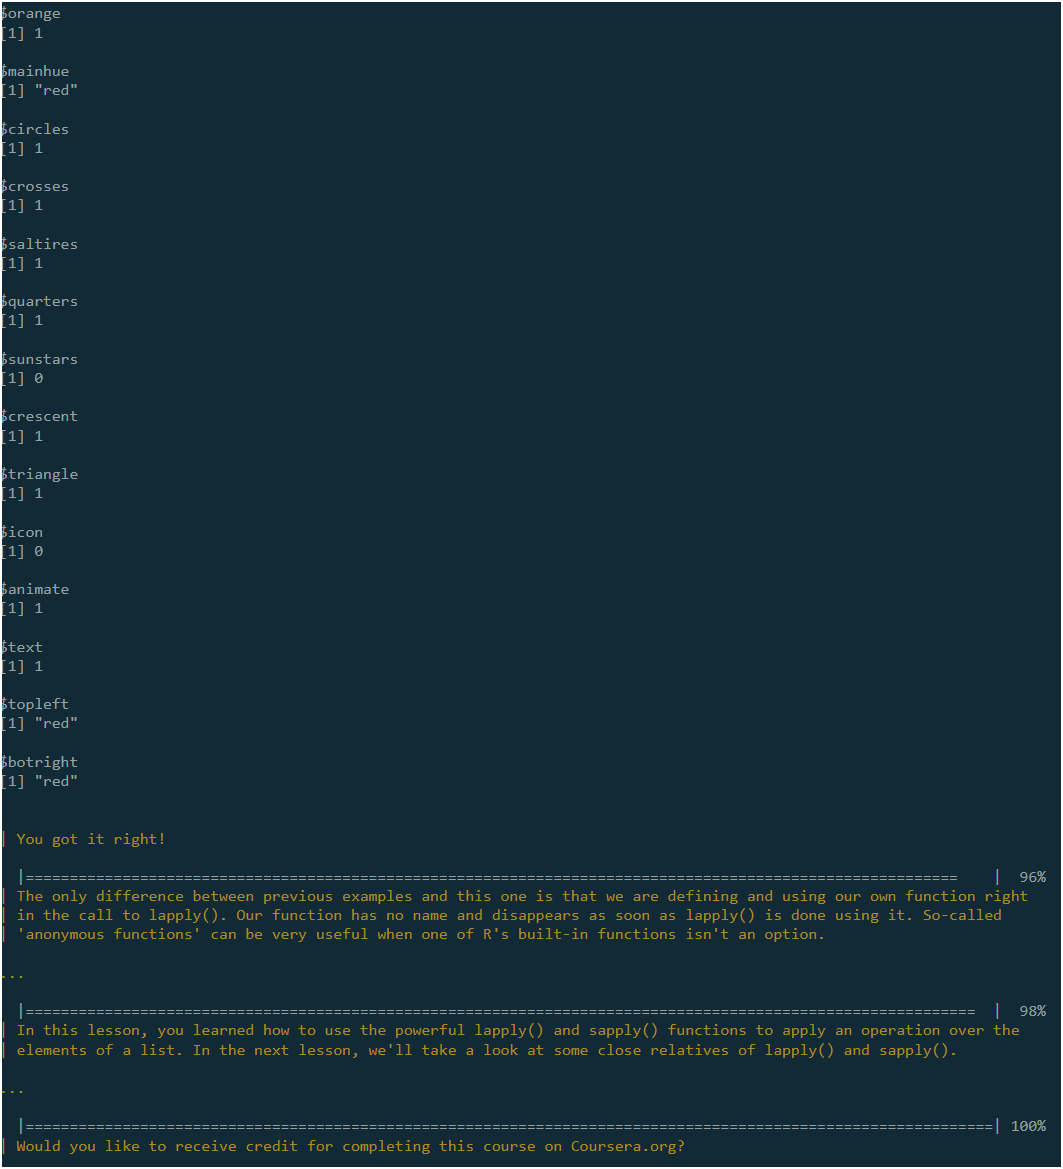 $orange
[1] 1
$mainhue
[1] "red"
$circles
[1] 1
$crosses
[1] 1
$saltires
[1] 1
$quarters
[1] 1
$sunstars
[1] 0
$crescent
[1] 1
$triangle
[1] 1
$icon
[1] 0
$animate
[1] 1
$text
[1] 1
$topleft
[1] "red"
$botright
[1] "red"
| You got it right!
|=========================================================================================================    |  96%
| The only difference between previous examples and this one is that we are defining and using our own function right
| in the call to lapply(). Our function has no name and disappears as soon as lapply() is done using it. So-called
| 'anonymous functions' can be very useful when one of R's built-in functions isn't an option.
...
|===========================================================================================================  |  98%
| In this lesson, you learned how to use the powerful lapply() and sapply() functions to apply an operation over the
| elements of a list. In the next lesson, we'll take a look at some close relatives of lapply() and sapply().
...
|=============================================================================================================| 100%
| Would you like to receive credit for completing this course on Coursera.org?